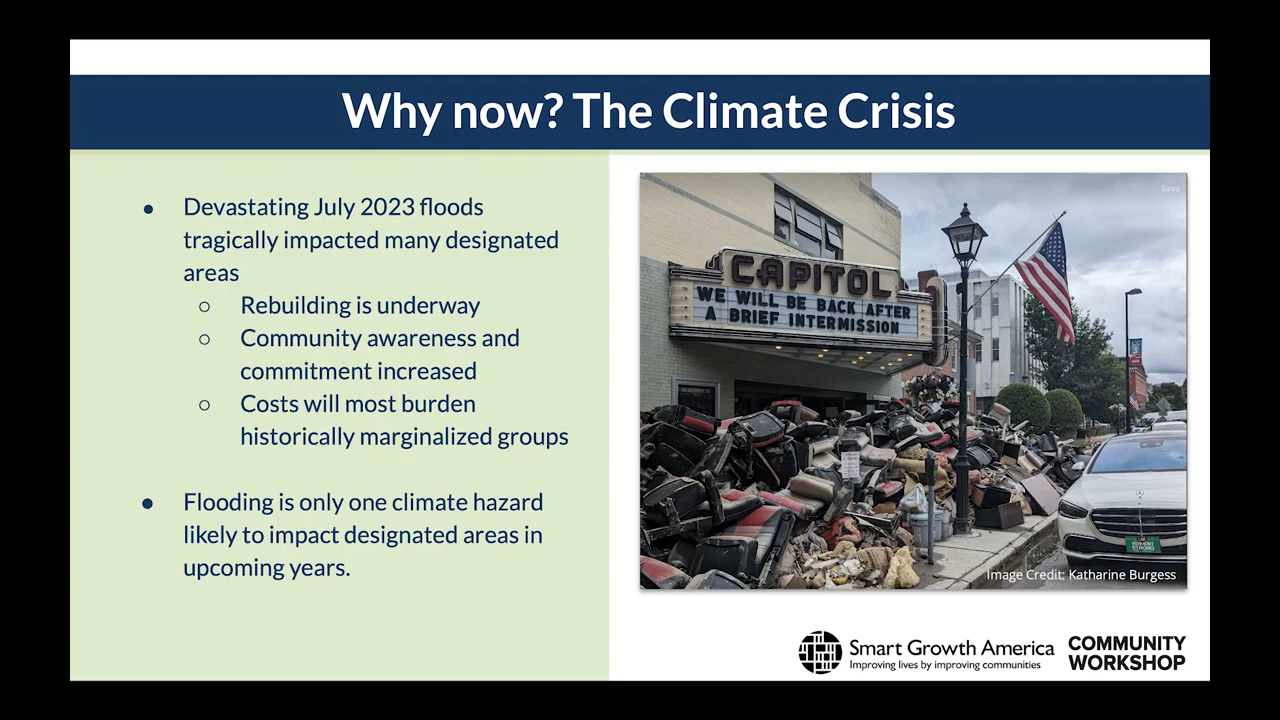 Why now? The Climate Crisis
● Devastating July 2023 floods
tragically impacted many designated
areas
○ Rebuilding is underway
○ Community awareness and
commitment increased
○ Costs will most burden
historically marginalized groups
● Flooding is only one climate hazard
likely to impact designated areas in
upcoming years.
Save
CAPITOL
WE WILL BE BACK AFTER
A BRIEF INTERMISSION
VERMONT
STRONG
Image Credit: Katharine Burgess
Smart Growth America
Improving lives by improving communities
COMMUNITY
WORKSHOP